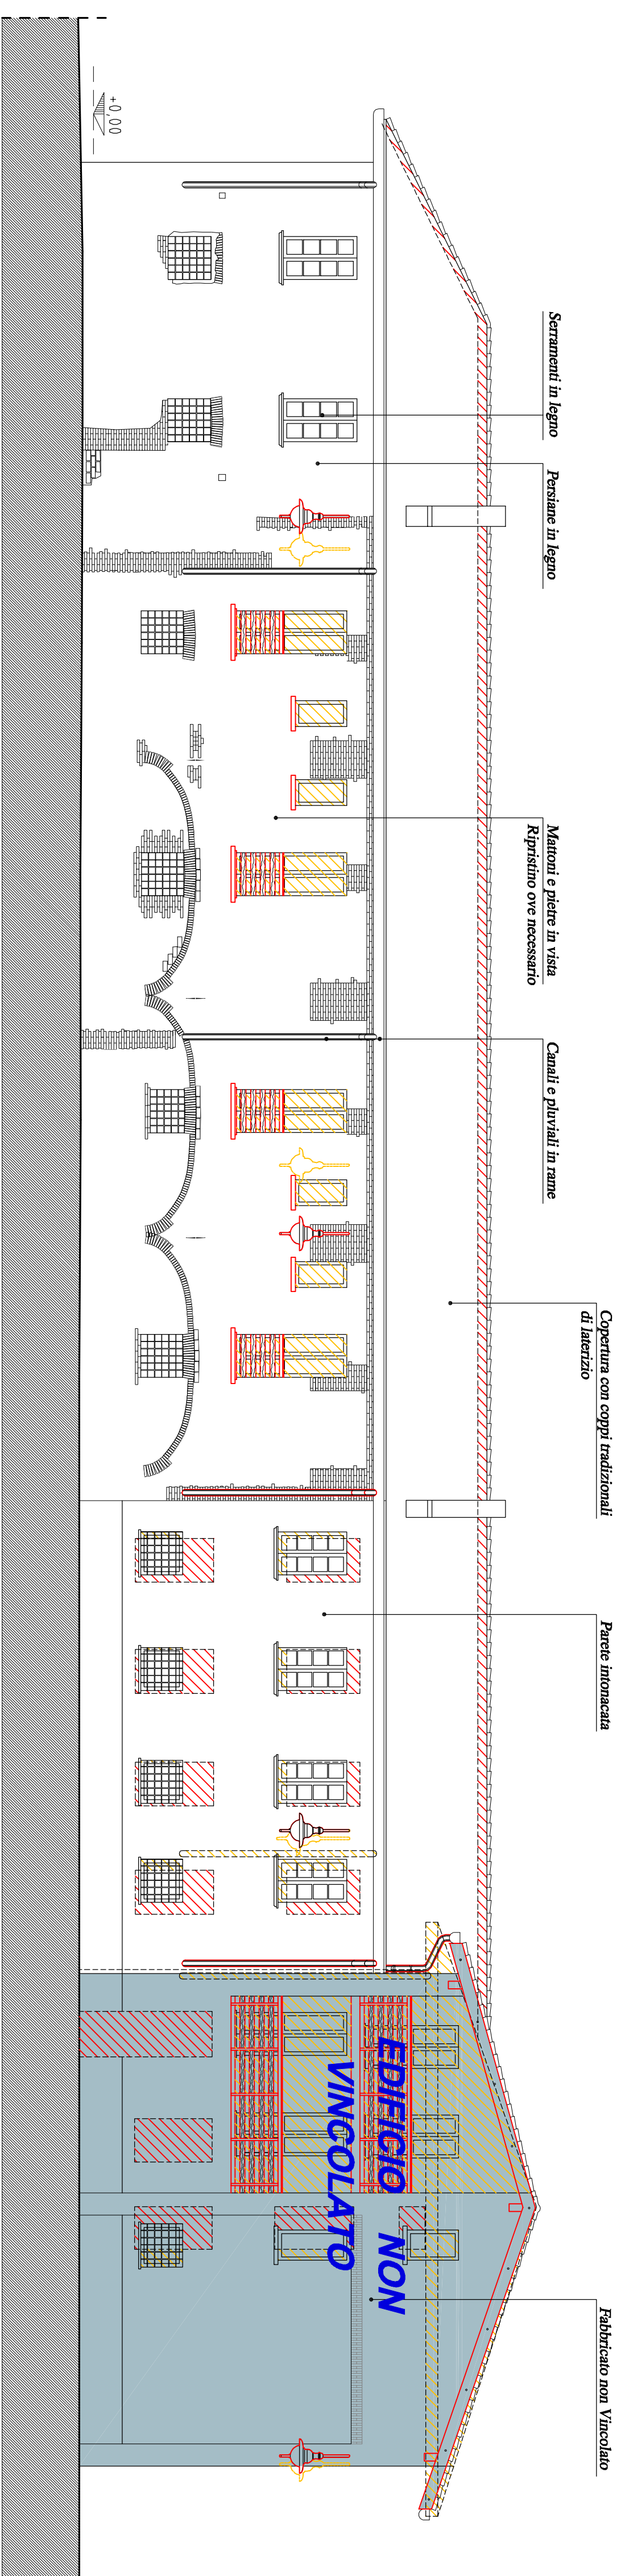 Serramenti in legno
Persiane in legno
Mattoni e pietre in vista
Ripristino ove necessario
Canali e pluviali in rame
Copertura con coppi tradizionali
di laterizio
Parete intonacata
Fabbricato non Vincolato
EDIFICIO NON
VINCOLATO
+0,00